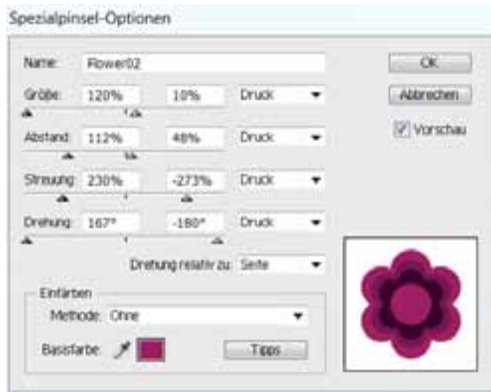 Spezialpinsel-Optionen
Name: Flower02 OK
Größe: 120% 10% Druck Abbrechen
Abstand: 112% 48% Druck Vorschau
Streuung: 230% -273% Druck
Drehung: 167° -180° Druck
Drehung relativ zu: Seite
Einfärben
Methode: Ohne
Basisfarbe: Tipps